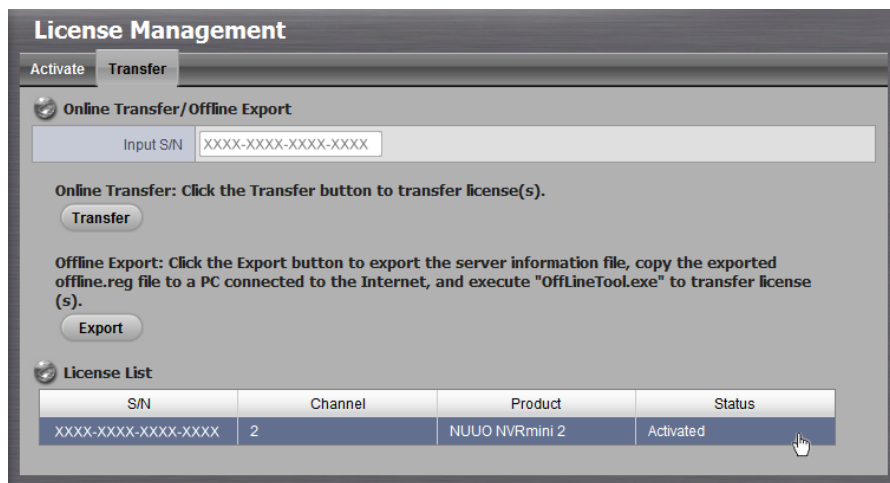 License Management
Activate Transfer
Online Transfer/Offline Export
Input S/N XXXX-XXXX-XXXX-XXXX
Online Transfer: Click the Transfer button to transfer license(s).
Transfer
Offline Export: Click the Export button to export the server information file, copy the exported
offline.reg file to a PC connected to the Internet, and execute "OffLineTool.exe" to transfer license
(s).
Export
License List
S/N Channel Product Status
XXXX-XXXX-XXXX-XXXX 2 NUUO NVRmini 2 Activated